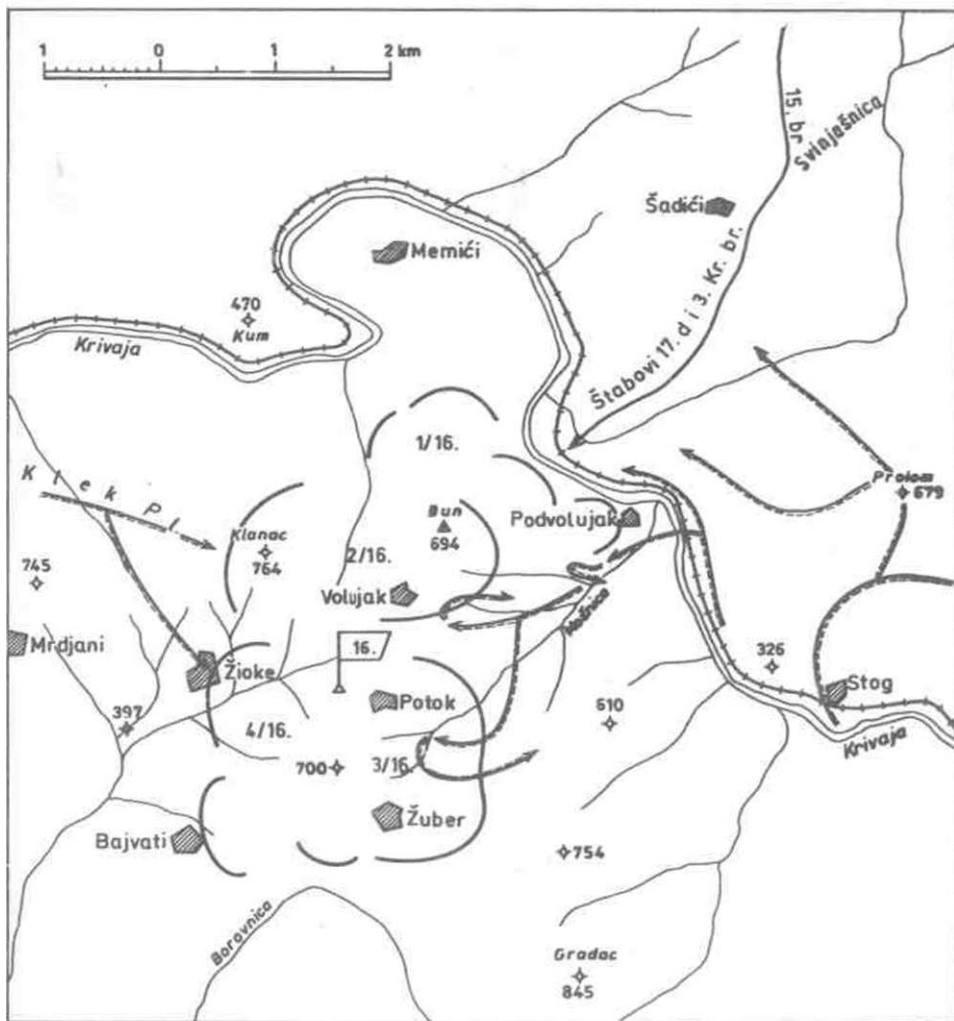 1 0 1 2 km
15. br
Svinjašnica
Šadići
Memići
Štabovi 17. d i 3. Kr. br.
470
Kum
Krivaja
1/16.
Klek Pl.
Prolom
679
Bun
694
Podvolujak
Klanac
764
2/16.
745
Volujak
Mrdjani
16.
326
Žioke
Stog
Potok
397
610
4/16.
Krivaja
700
3/16.
Žuber
Bajvati
754
Borovnica
Gradac
845